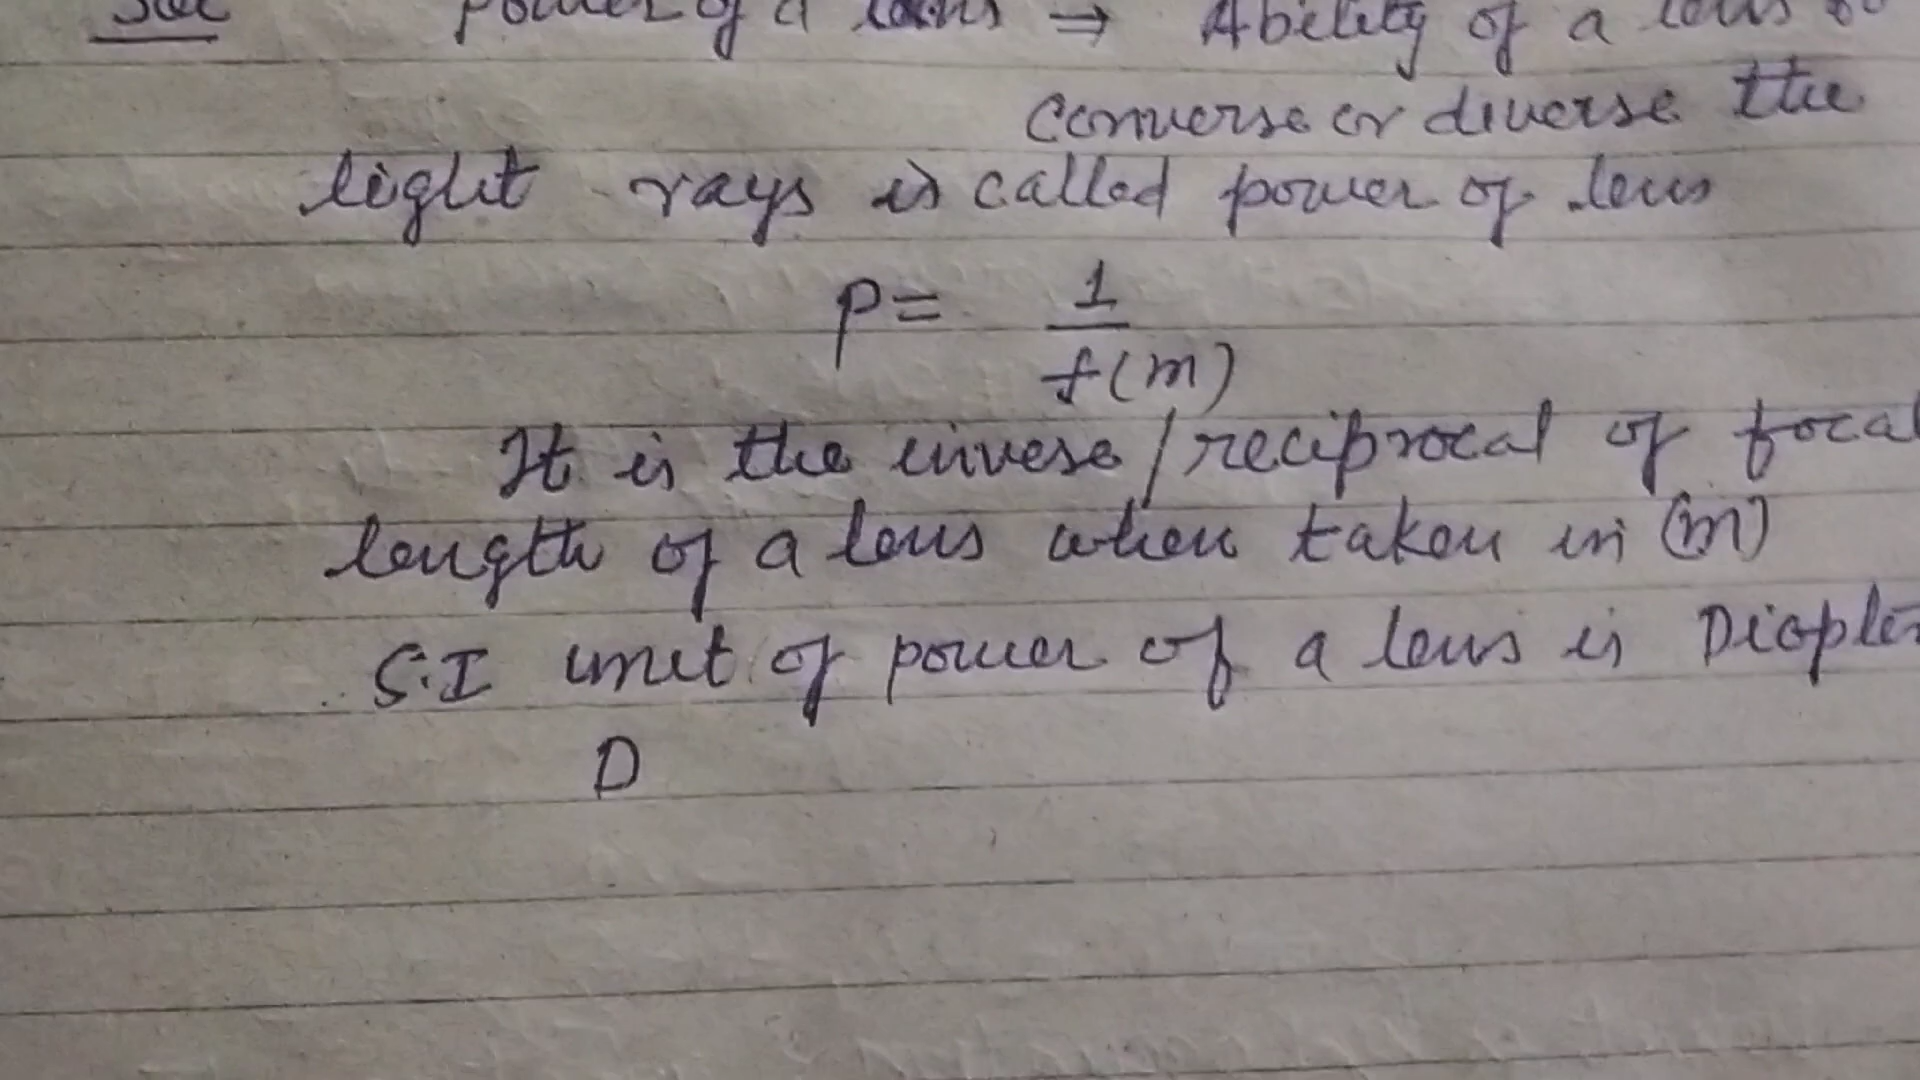 Sol Power of a lens ⇒ Ability of a lens to
converse or diverse the
light rays is called power of lens
P = 1
f(m)
It is the invese/reciprocal of focal
length of a lens when taken in (m)
S.I unit of power of a lens is Diopter
D